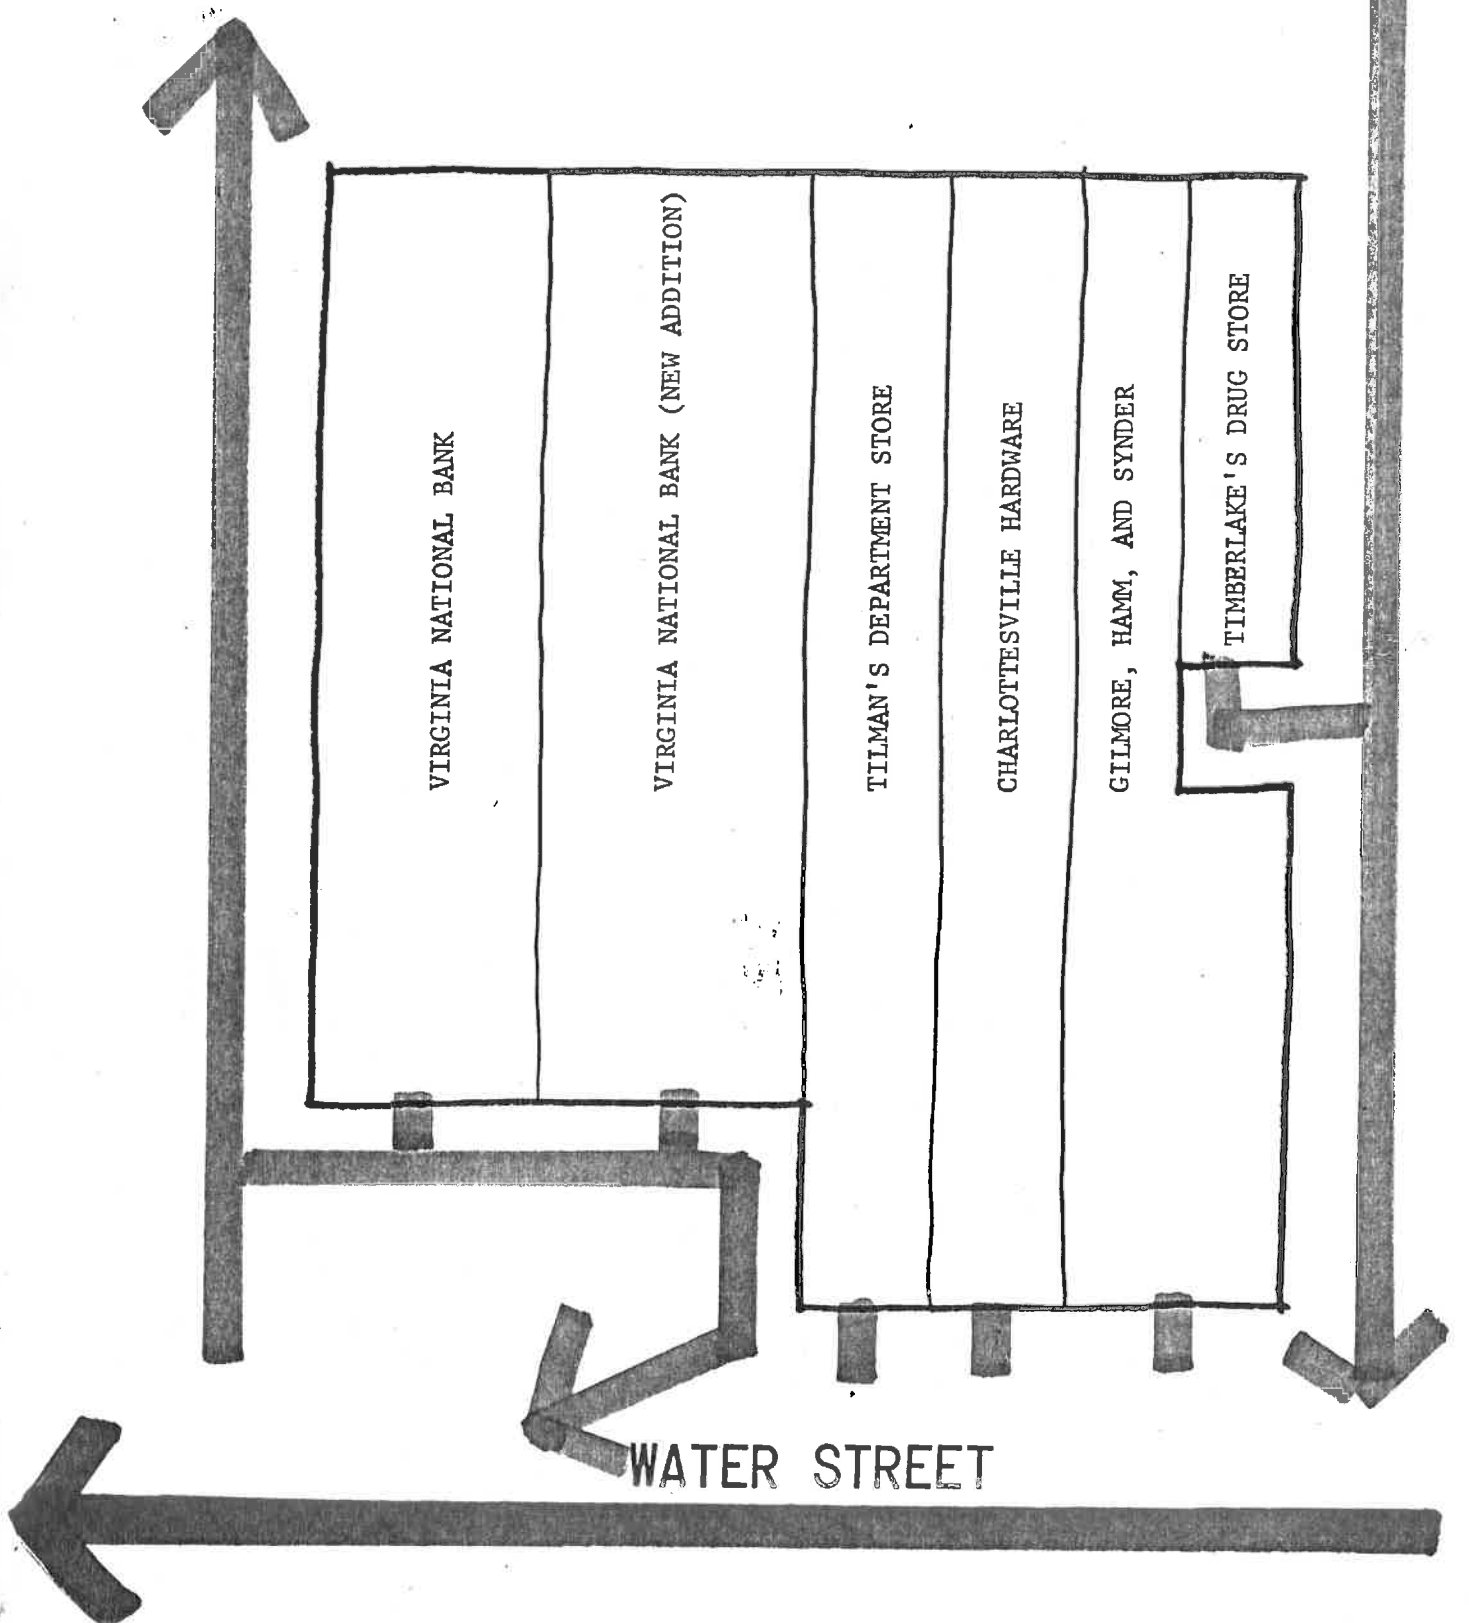 VIRGINIA NATIONAL BANK
VIRGINIA NATIONAL BANK (NEW ADDITION)
TILMAN'S DEPARTMENT STORE
CHARLOTTESVILLE HARDWARE
GILMORE, HAMM, AND SYNDER
TIMBERLAKE'S DRUG STORE
WATER STREET